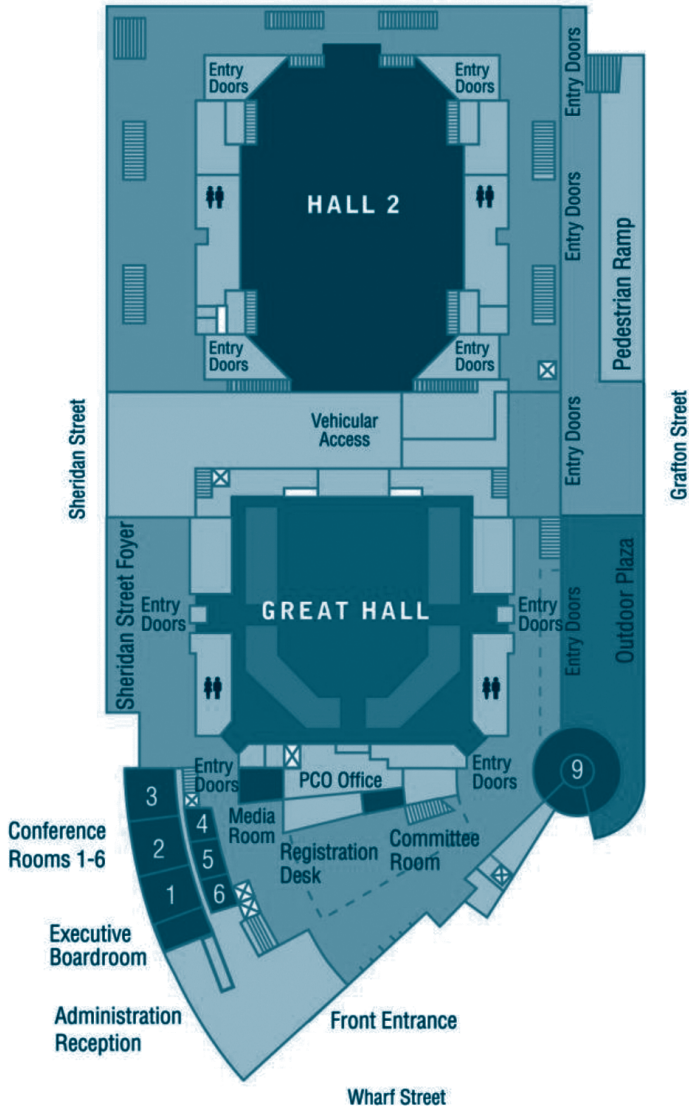 Entry
Doors
Entry
Doors
Entry Doors
HALL 2
Entry Doors
Pedestrian Ramp
Entry
Doors
Entry
Doors
Sheridan Street
Vehicular
Access
Entry Doors
Grafton Street
Sheridan Street Foyer
Entry
Doors
GREAT HALL
Entry
Doors
Entry Doors
Outdoor Plaza
Entry
Doors
PCO Office
Entry
Doors
9
Media
Room
Registration
Desk
Committee
Room
Conference
Rooms 1-6
3
2
1
4
5
6
Executive
Boardroom
Administration
Reception
Front Entrance
Wharf Street